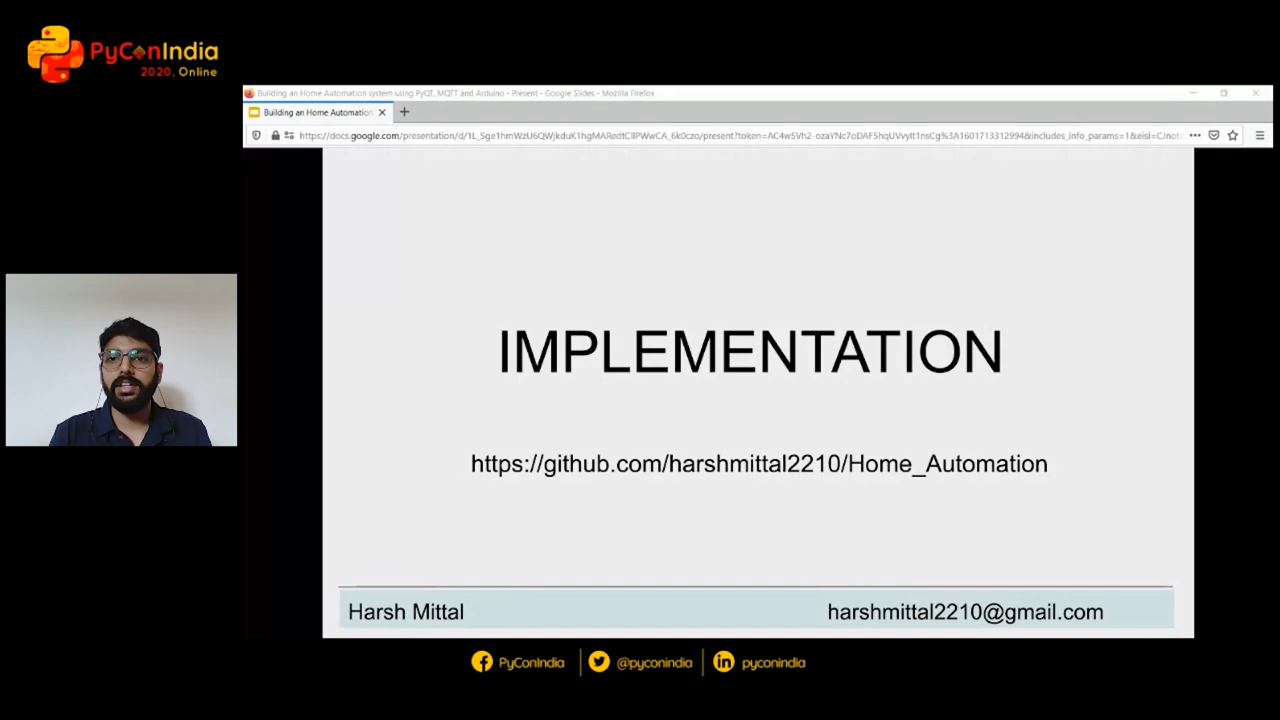 PyConIndia
2020, Online
Building an Home Automation system using PyQT, MQTT and Arduino - Present - Google Slides - Mozilla Firefox
Building an Home Automation
IMPLEMENTATION
https://github.com/harshmittal2210/Home_Automation
Harsh Mittal
harshmittal2210@gmail.com
PyConIndia
@pyconindia
pyconindia